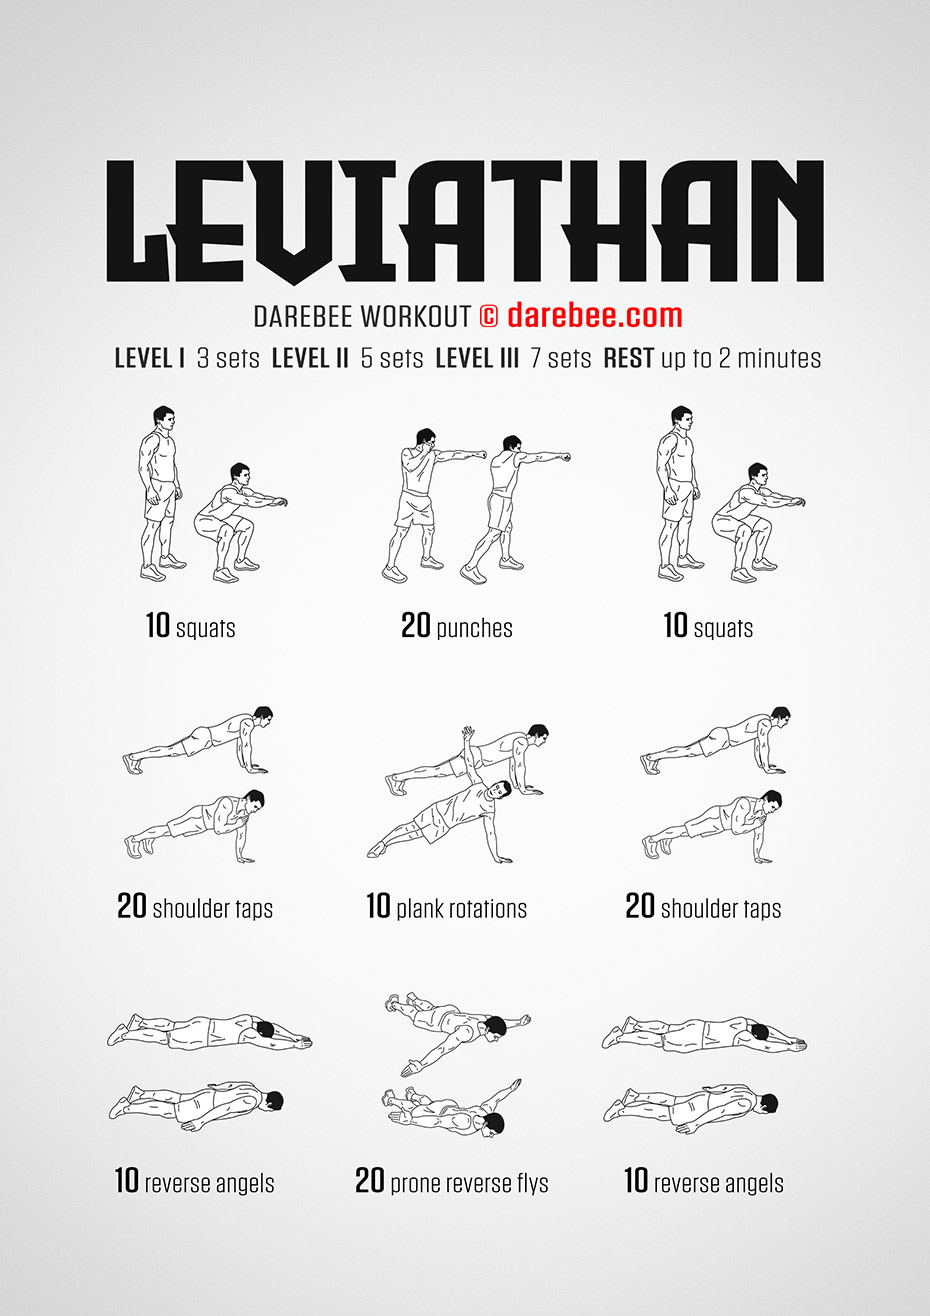 LEVIATHAN
DAREBEE WORKOUT © darebee.com
LEVEL I 3 sets LEVEL II 5 sets LEVEL III 7 sets REST up to 2 minutes
10 squats
20 punches
10 squats
20 shoulder taps
10 plank rotations
20 shoulder taps
10 reverse angels
20 prone reverse flys
10 reverse angels